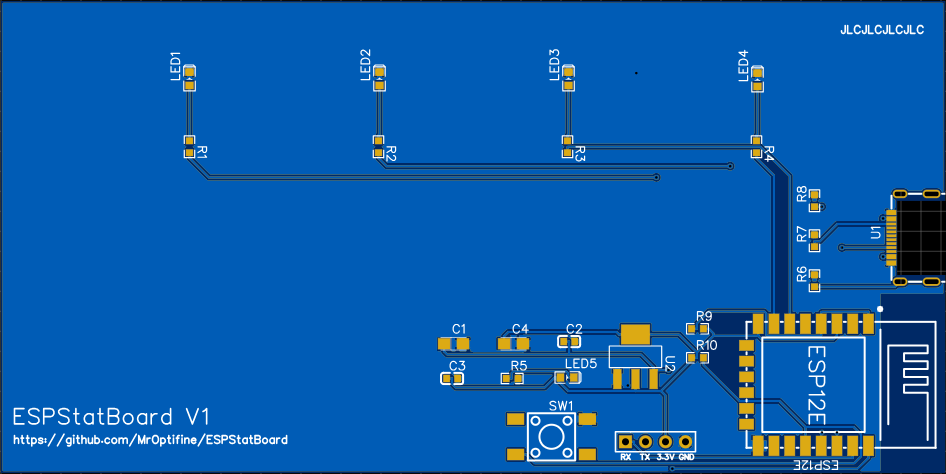 JLCJLCJLCJLC
LED1
LED2
LED3
LED4
R1
R2
R3
R4
R8
R7
U1
R6
R9
C1
C4
C2
R10
U2
LED5
C3
R5
ESP12E
SW1
ESPStatBoard V1
https://github.com/MrOptifine/ESPStatBoard
RX TX 3.3V GND
ESP12E